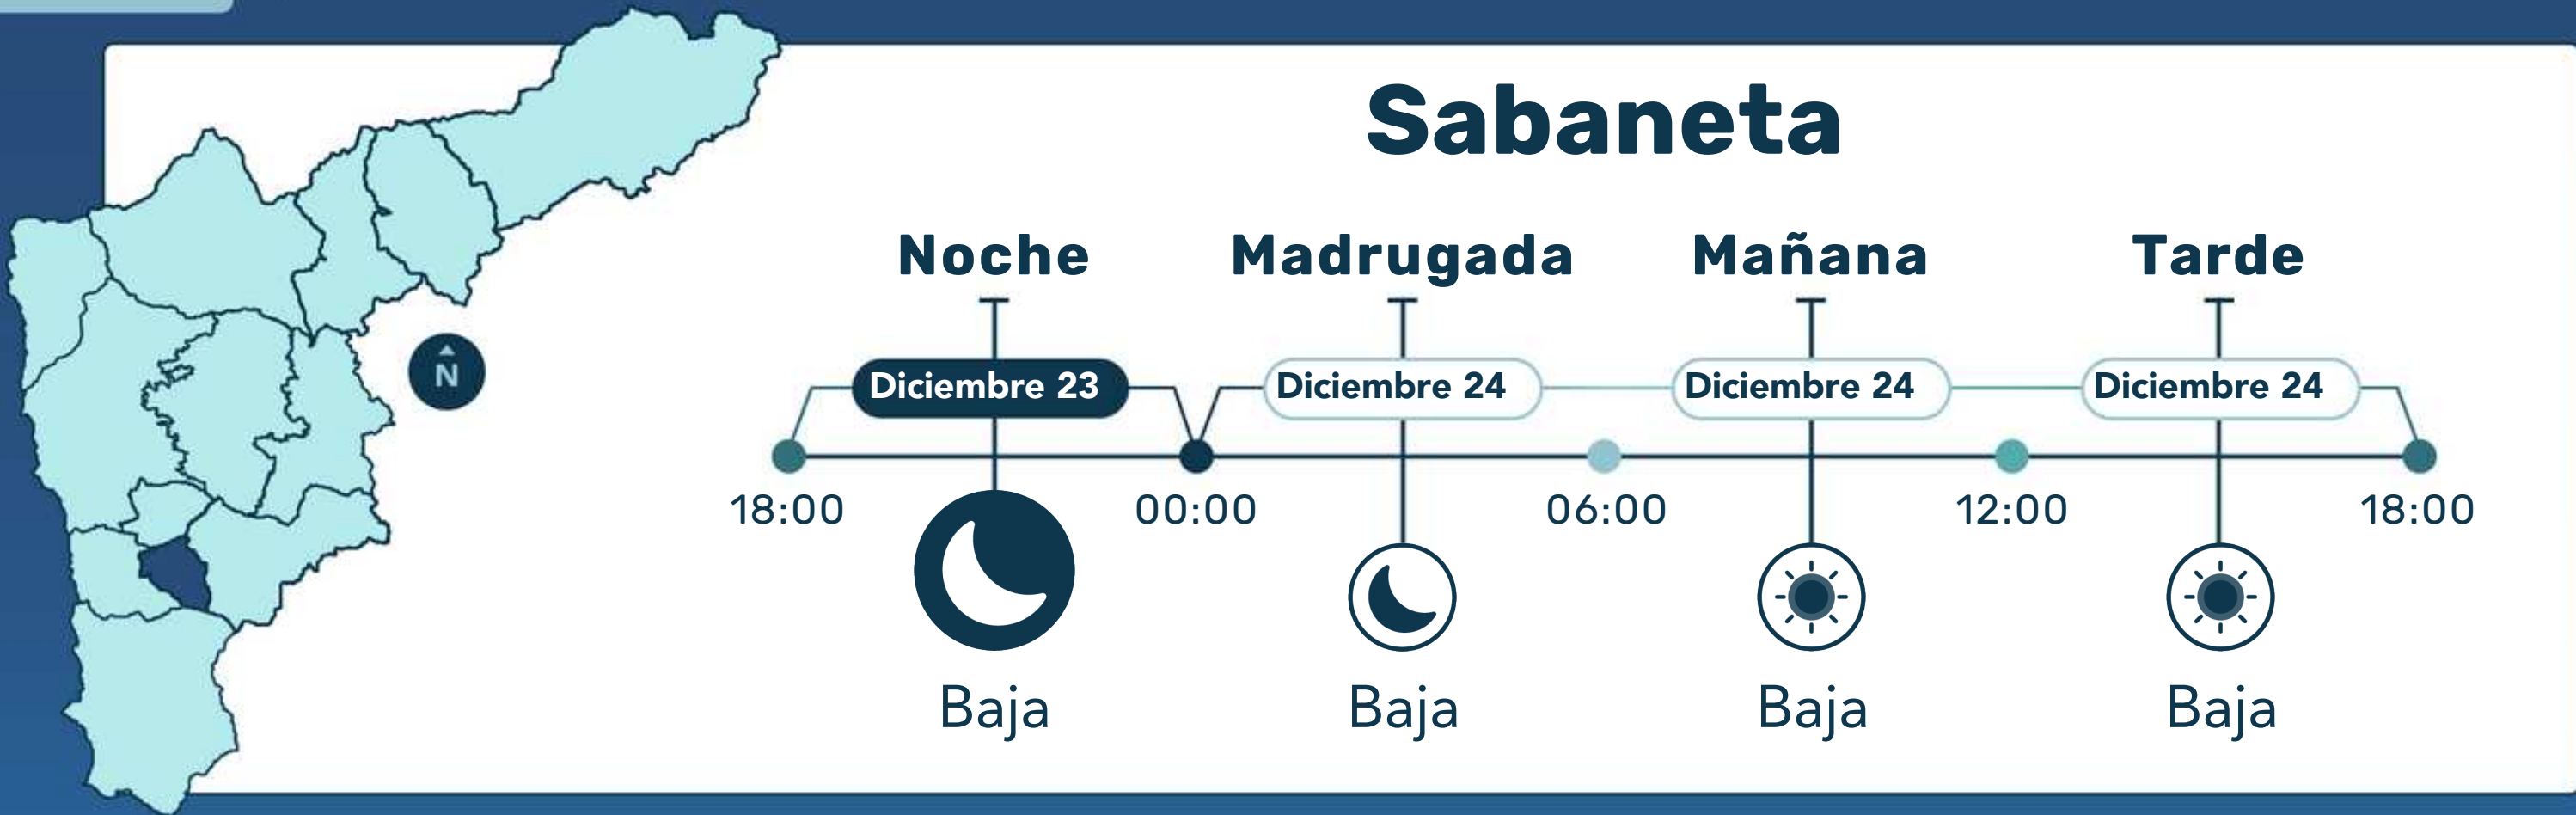 Sabaneta
Noche Madrugada Mañana Tarde
N
Diciembre 23 Diciembre 24 Diciembre 24 Diciembre 24
18:00 00:00 06:00 12:00 18:00
Baja Baja Baja Baja